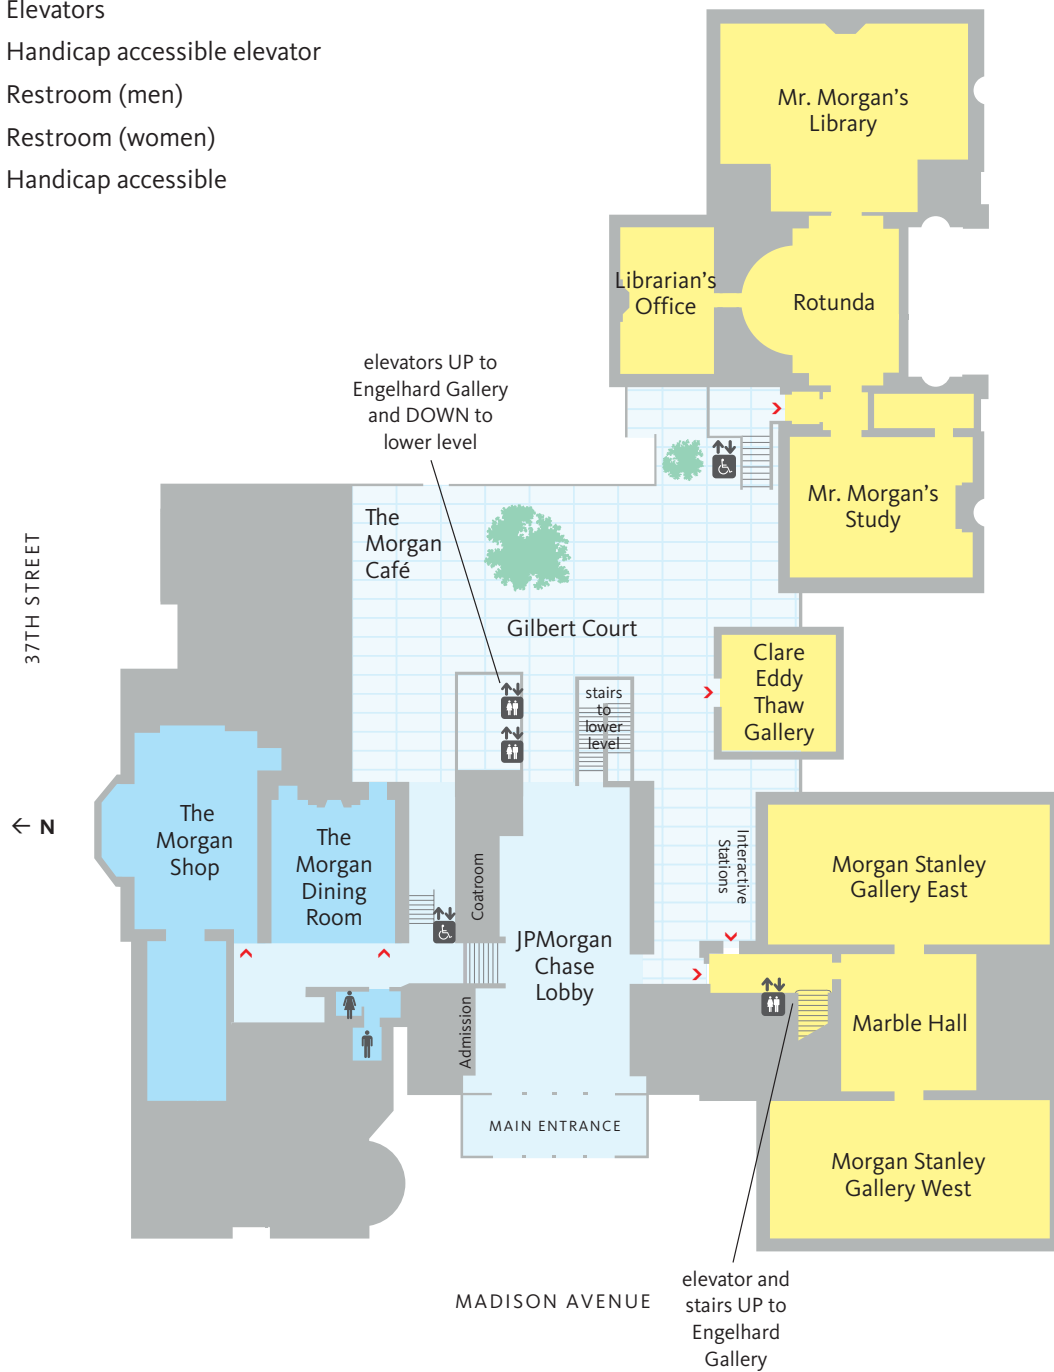 Elevators
Handicap accessible elevator
Restroom (men)
Restroom (women)
Handicap accessible
Mr. Morgan's
Library
Librarian's
Office
Rotunda
elevators UP to
Engelhard Gallery
and DOWN to
lower level
Mr. Morgan's
Study
The
Morgan
Café
37TH STREET
Gilbert Court
Clare
Eddy
Thaw
Gallery
stairs
to
lower
level
← N
The
Morgan
Shop
The
Morgan
Dining
Room
Coatroom
Interactive
Stations
Morgan Stanley
Gallery East
JPMorgan
Chase
Lobby
Admission
Marble Hall
MAIN ENTRANCE
Morgan Stanley
Gallery West
MADISON AVENUE
elevator and
stairs UP to
Engelhard
Gallery